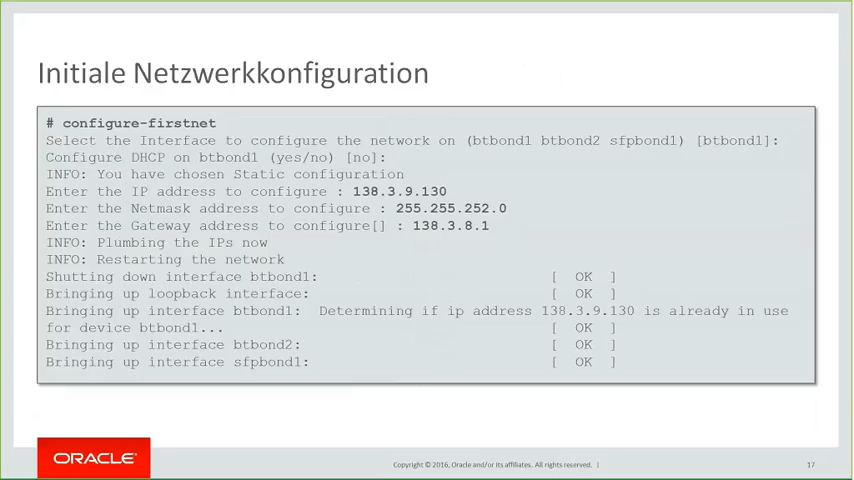 Initiale Netzwerkkonfiguration
# configure-firstnet
Select the Interface to configure the network on (btbond1 btbond2 sfpbond1) [btbond1]:
Configure DHCP on btbond1 (yes/no) [no]:
INFO: You have chosen Static configuration
Enter the IP address to configure : 138.3.9.130
Enter the Netmask address to configure : 255.255.252.0
Enter the Gateway address to configure[] : 138.3.8.1
INFO: Plumbing the IPs now
INFO: Restarting the network
Shutting down interface btbond1: [ OK ]
Bringing up loopback interface: [ OK ]
Bringing up interface btbond1: Determining if ip address 138.3.9.130 is already in use
for device btbond1... [ OK ]
Bringing up interface btbond2: [ OK ]
Bringing up interface sfpbond1: [ OK ]
ORACLE®
Copyright © 2016, Oracle and/or its affiliates. All rights reserved. |
17